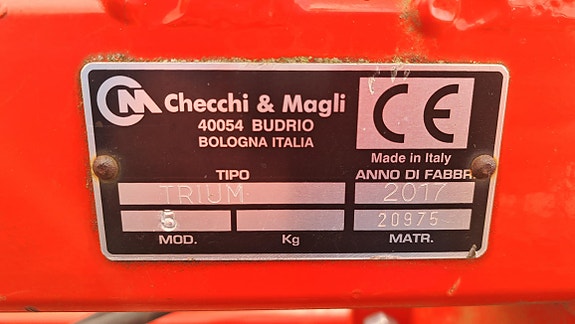 CM Checchi & Magli
40054 BUDRIO
BOLOGNA ITALIA
CE
Made in Italy
TIPO ANNO DI FABBR.
TRIUM 2017
5 20975
MOD. Kg MATR.